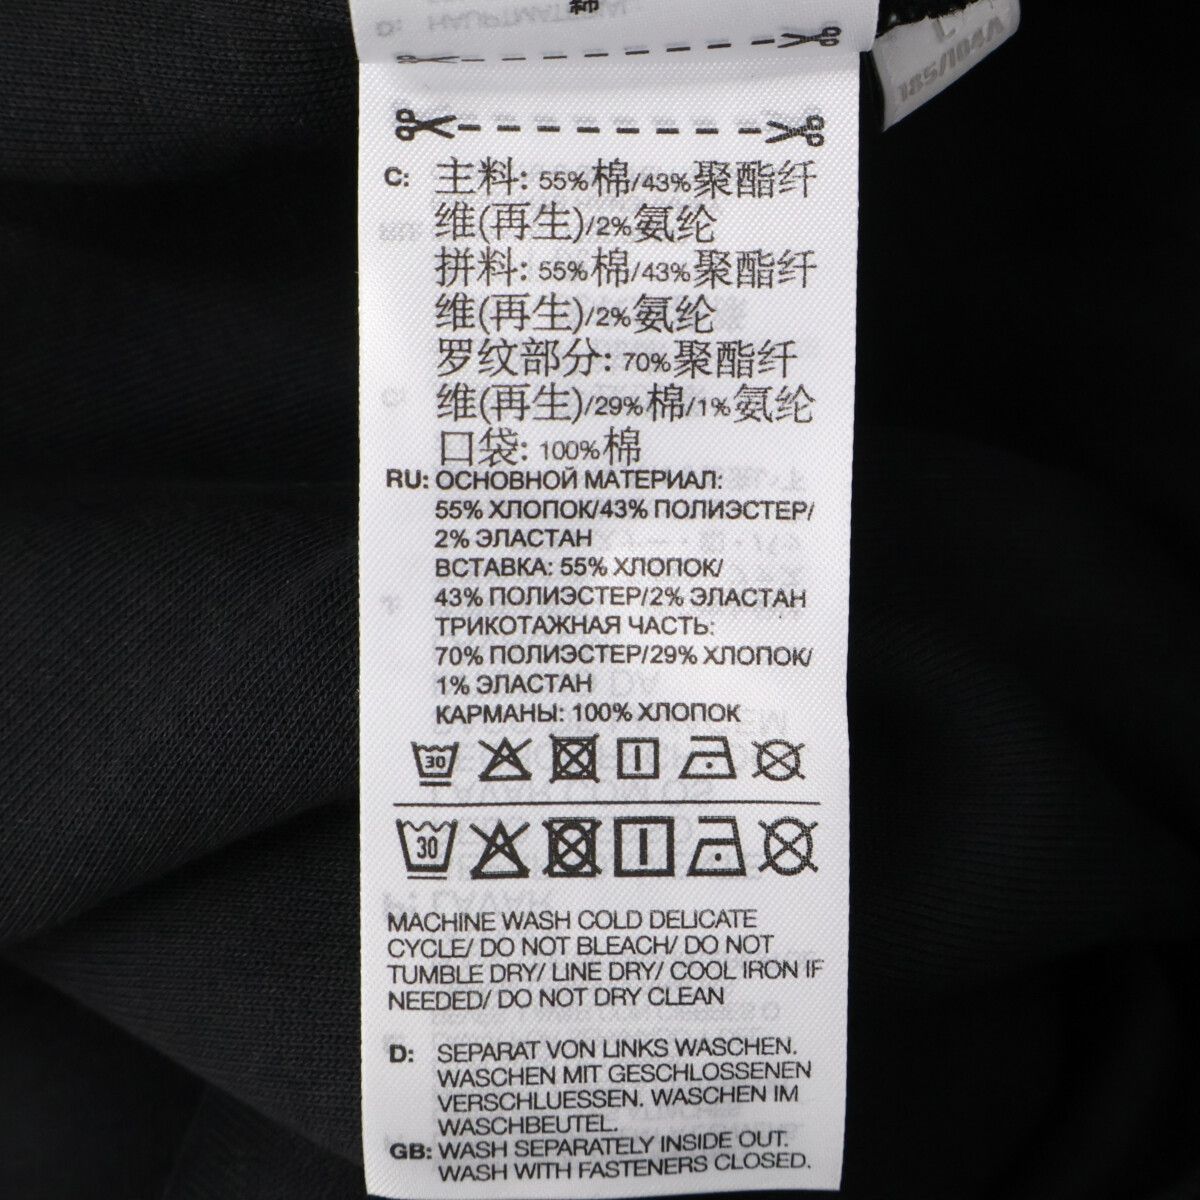 棉
L
185/104A
C: 主料: 55%棉/43%聚酯纤
维(再生)/2%氨纶
拼料: 55%棉/43%聚酯纤
维(再生)/2%氨纶
罗纹部分: 70%聚酯纤
维(再生)/29%棉/1%氨纶
口袋: 100%棉
RU: ОСНОВНОЙ МАТЕРИАЛ:
55% ХЛОПОК/43% ПОЛИЭСТЕР/
2% ЭЛАСТАН
ВСТАВКА: 55% ХЛОПОК/
43% ПОЛИЭСТЕР/2% ЭЛАСТАН
ТРИКОТАЖНАЯ ЧАСТЬ:
70% ПОЛИЭСТЕР/29% ХЛОПОК/
1% ЭЛАСТАН
КАРМАНЫ: 100% ХЛОПОК
30
30
MACHINE WASH COLD DELICATE
CYCLE/ DO NOT BLEACH/ DO NOT
TUMBLE DRY/ LINE DRY/ COOL IRON IF
NEEDED/ DO NOT DRY CLEAN
D: SEPARAT VON LINKS WASCHEN.
WASCHEN MIT GESCHLOSSENEN
VERSCHLUESSEN. WASCHEN IM
WASCHBEUTEL.
GB: WASH SEPARATELY INSIDE OUT.
WASH WITH FASTENERS CLOSED.